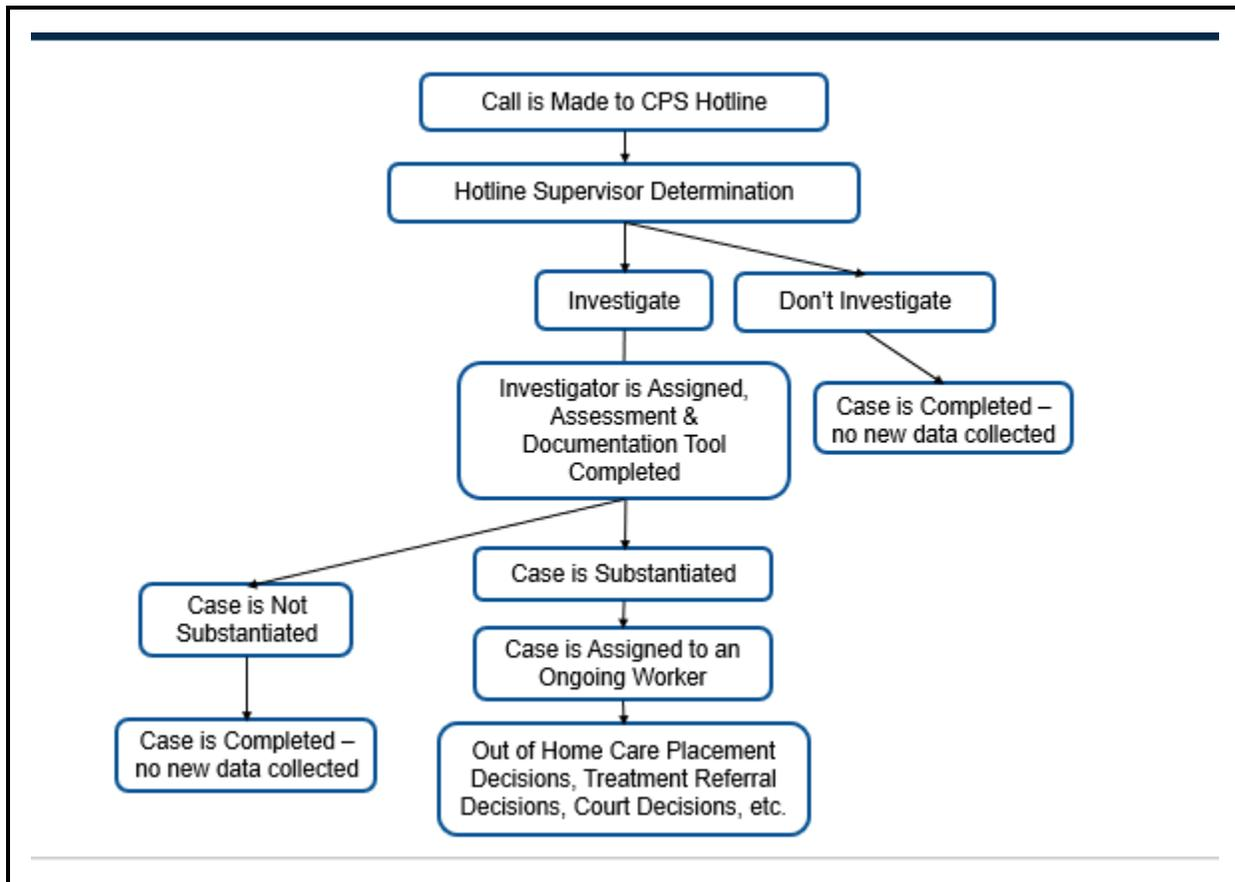 Call is Made to CPS Hotline
Hotline Supervisor Determination
Investigate
Don't Investigate
Investigator is Assigned,
Assessment &
Documentation Tool
Completed
Case is Completed –
no new data collected
Case is Substantiated
Case is Not
Substantiated
Case is Assigned to an
Ongoing Worker
Case is Completed –
no new data collected
Out of Home Care Placement
Decisions, Treatment Referral
Decisions, Court Decisions, etc.